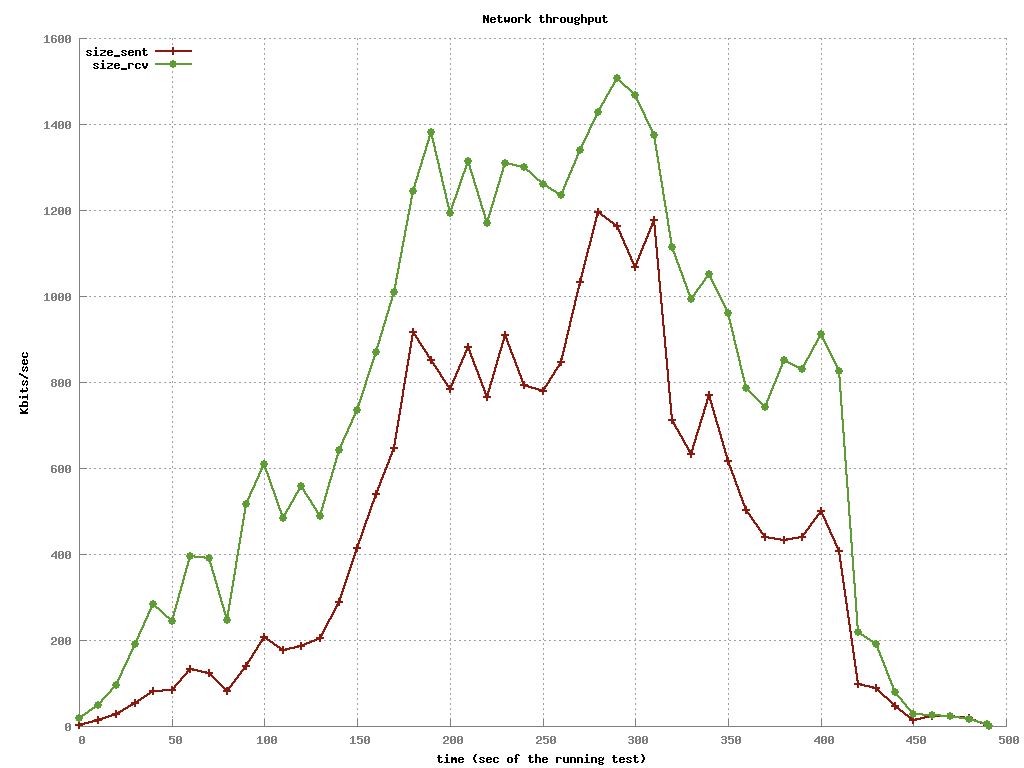 Network throughput
size_sent
size_rcv
1600
1400
1200
1000
800
600
400
200
0
Kbits/sec
0 50 100 150 200 250 300 350 400 450 500
time (sec of the running test)